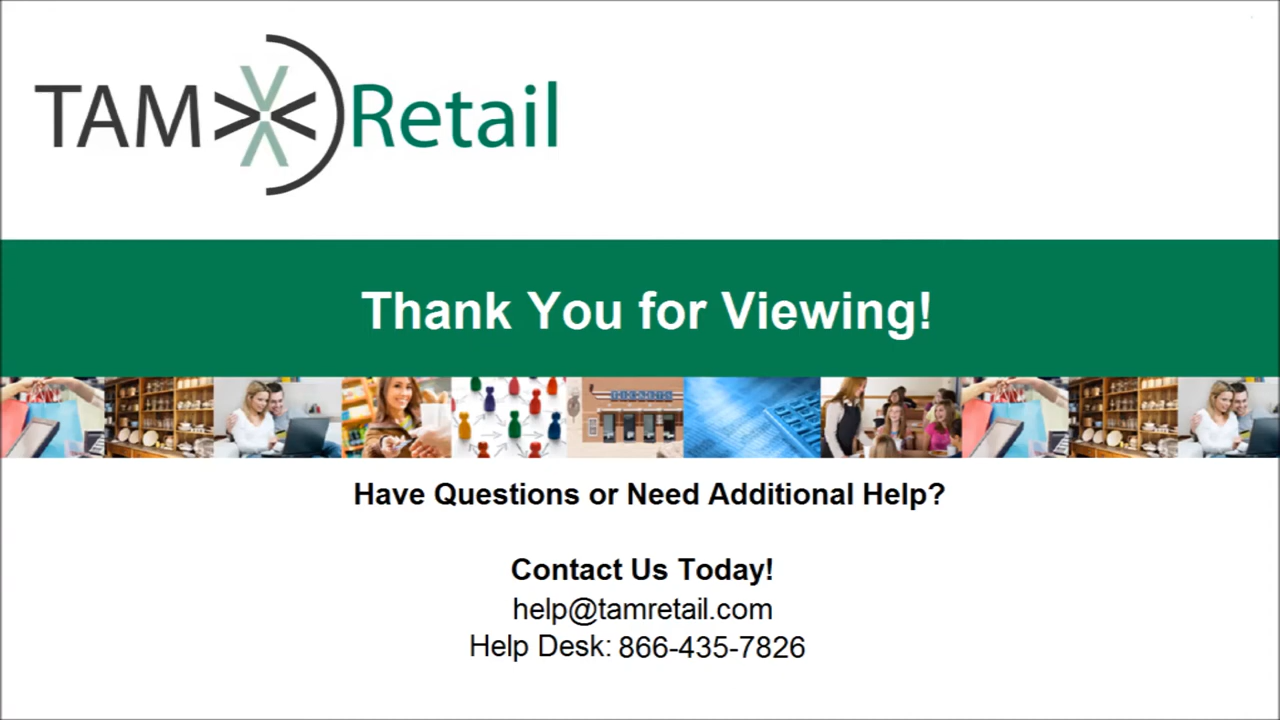 TAM Retail
Thank You for Viewing!
Have Questions or Need Additional Help?
Contact Us Today!
help@tamretail.com
Help Desk: 866-435-7826